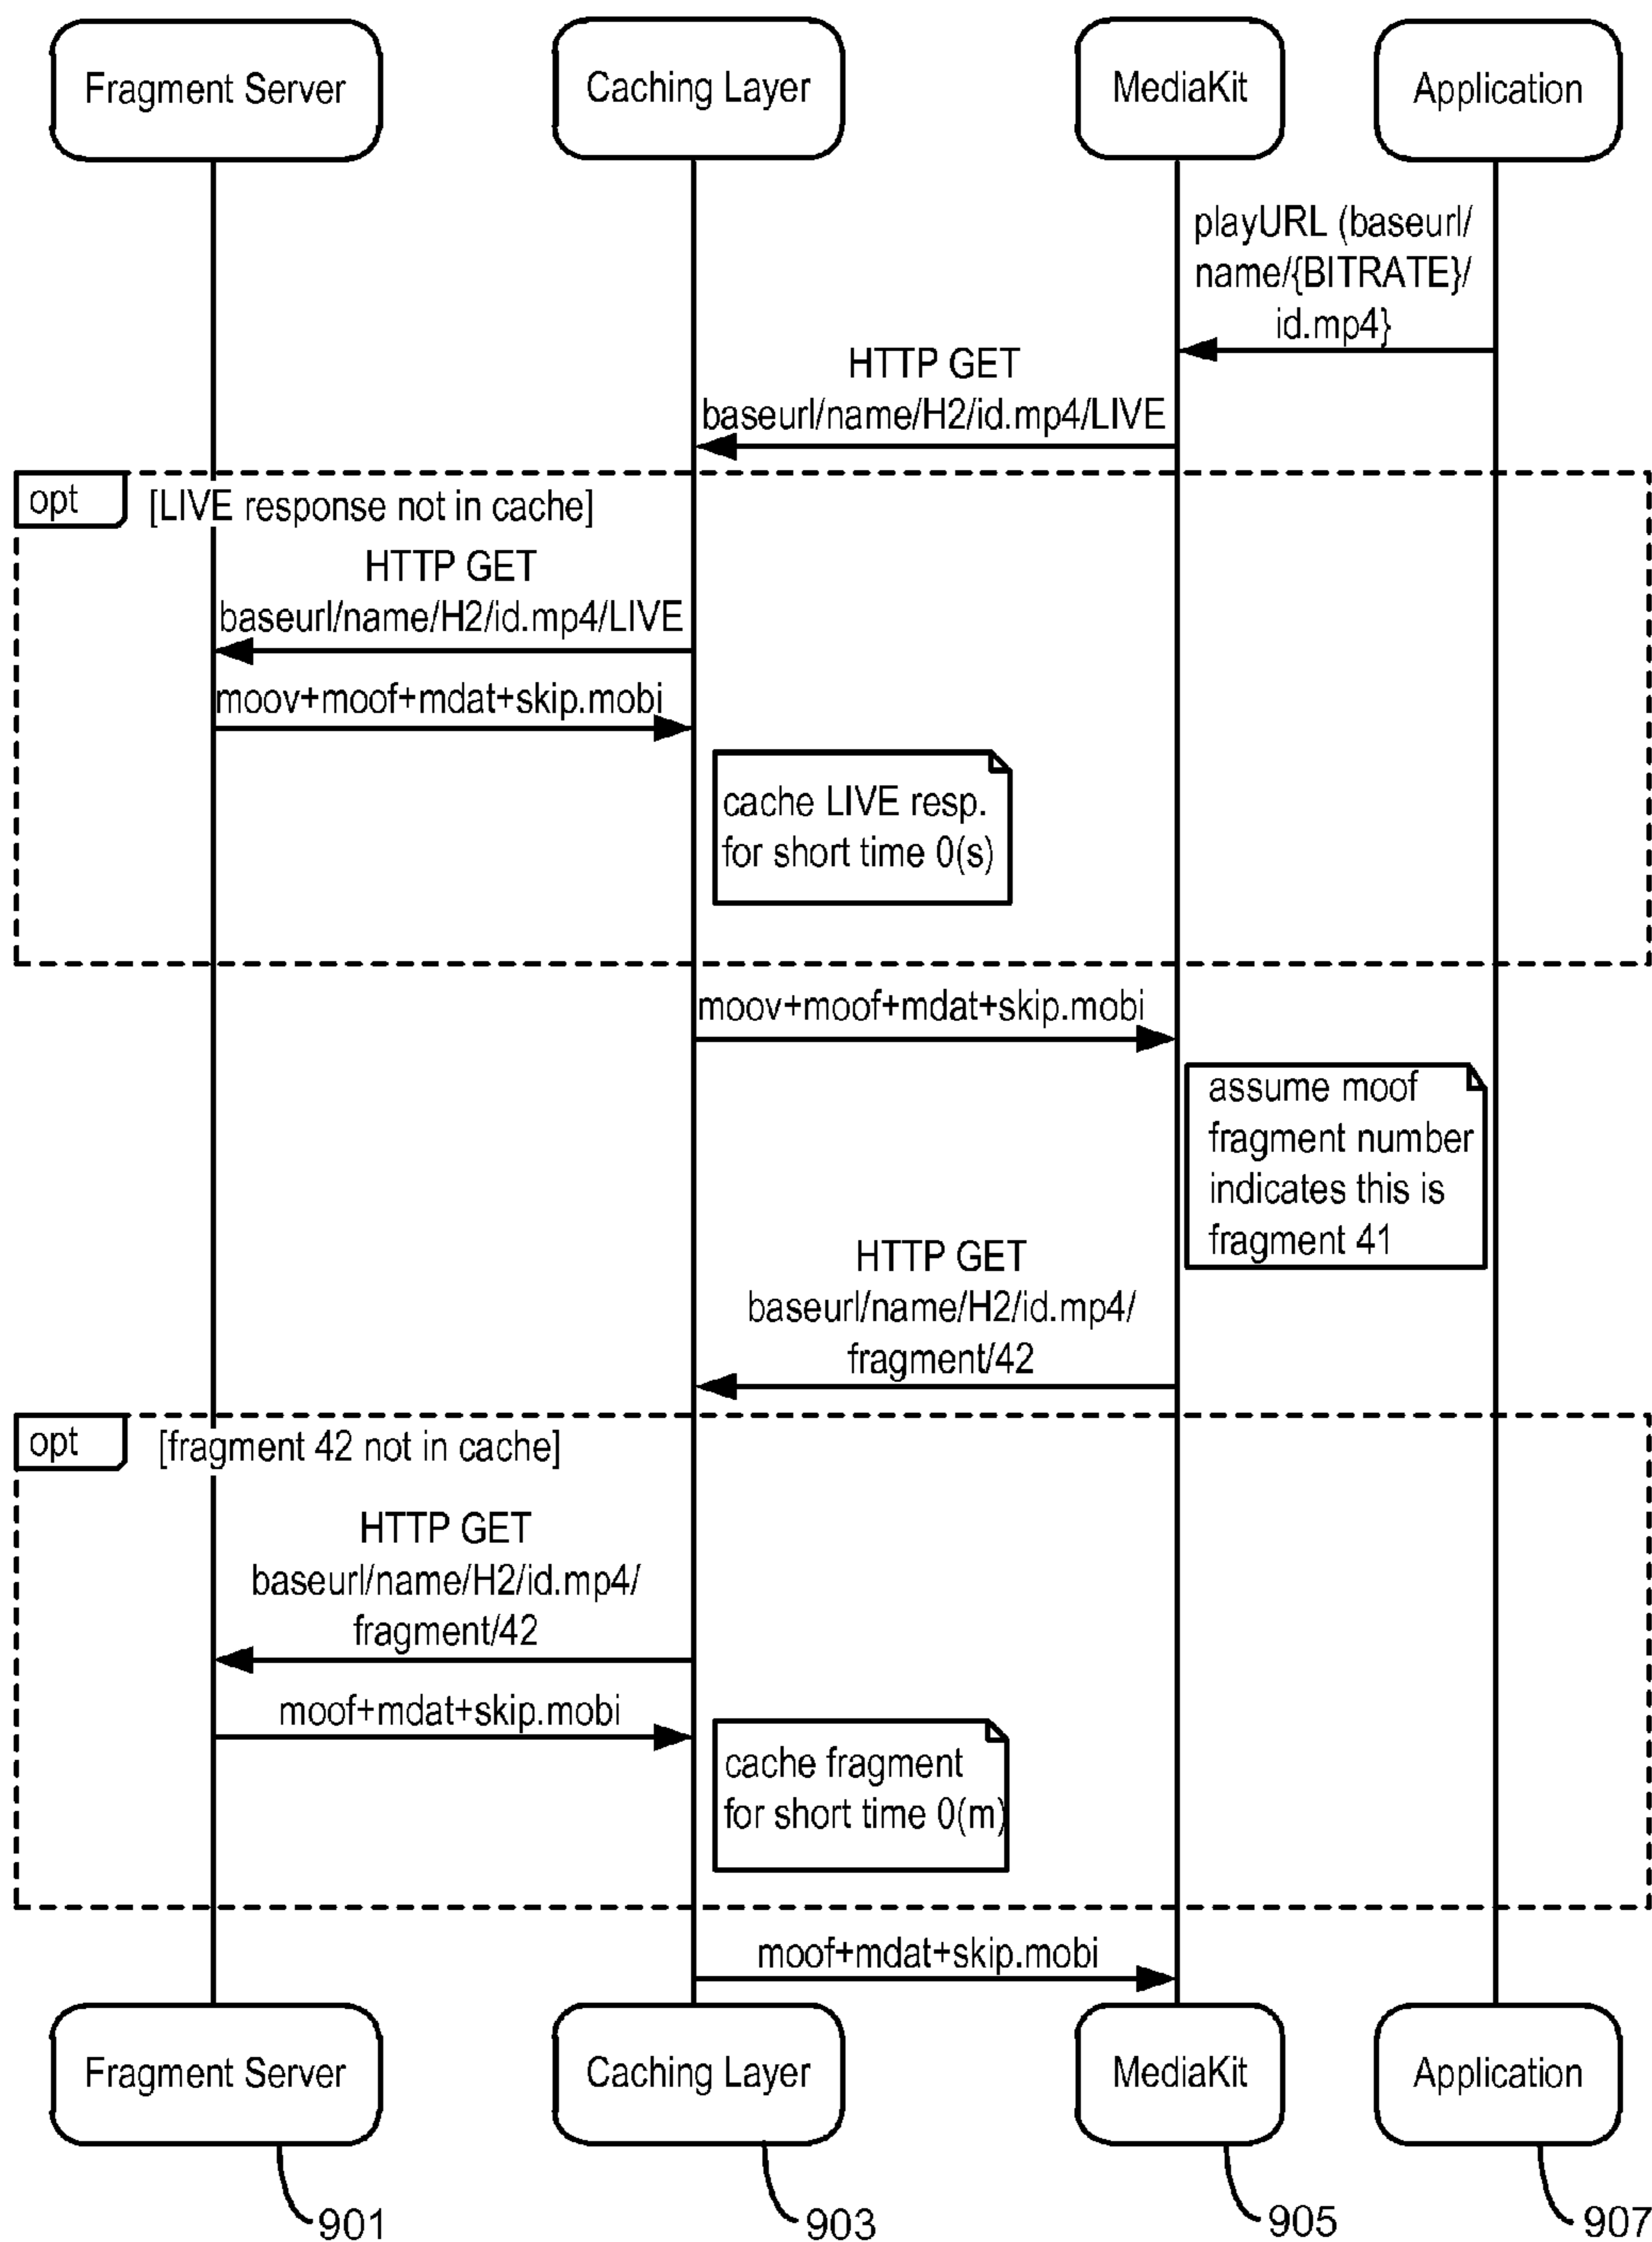 Fragment Server
Caching Layer
MediaKit
Application
playURL (baseurl/
name/{BITRATE}/
id.mp4}
HTTP GET
baseurl/name/H2/id.mp4/LIVE
opt
[LIVE response not in cache]
HTTP GET
baseurl/name/H2/id.mp4/LIVE
moov+moof+mdat+skip.mobi
cache LIVE resp.
for short time 0(s)
moov+moof+mdat+skip.mobi
assume moof
fragment number
indicates this is
fragment 41
HTTP GET
baseurl/name/H2/id.mp4/
fragment/42
opt
[fragment 42 not in cache]
HTTP GET
baseurl/name/H2/id.mp4/
fragment/42
moof+mdat+skip.mobi
cache fragment
for short time 0(m)
moof+mdat+skip.mobi
Fragment Server
Caching Layer
MediaKit
Application
901
903
905
907